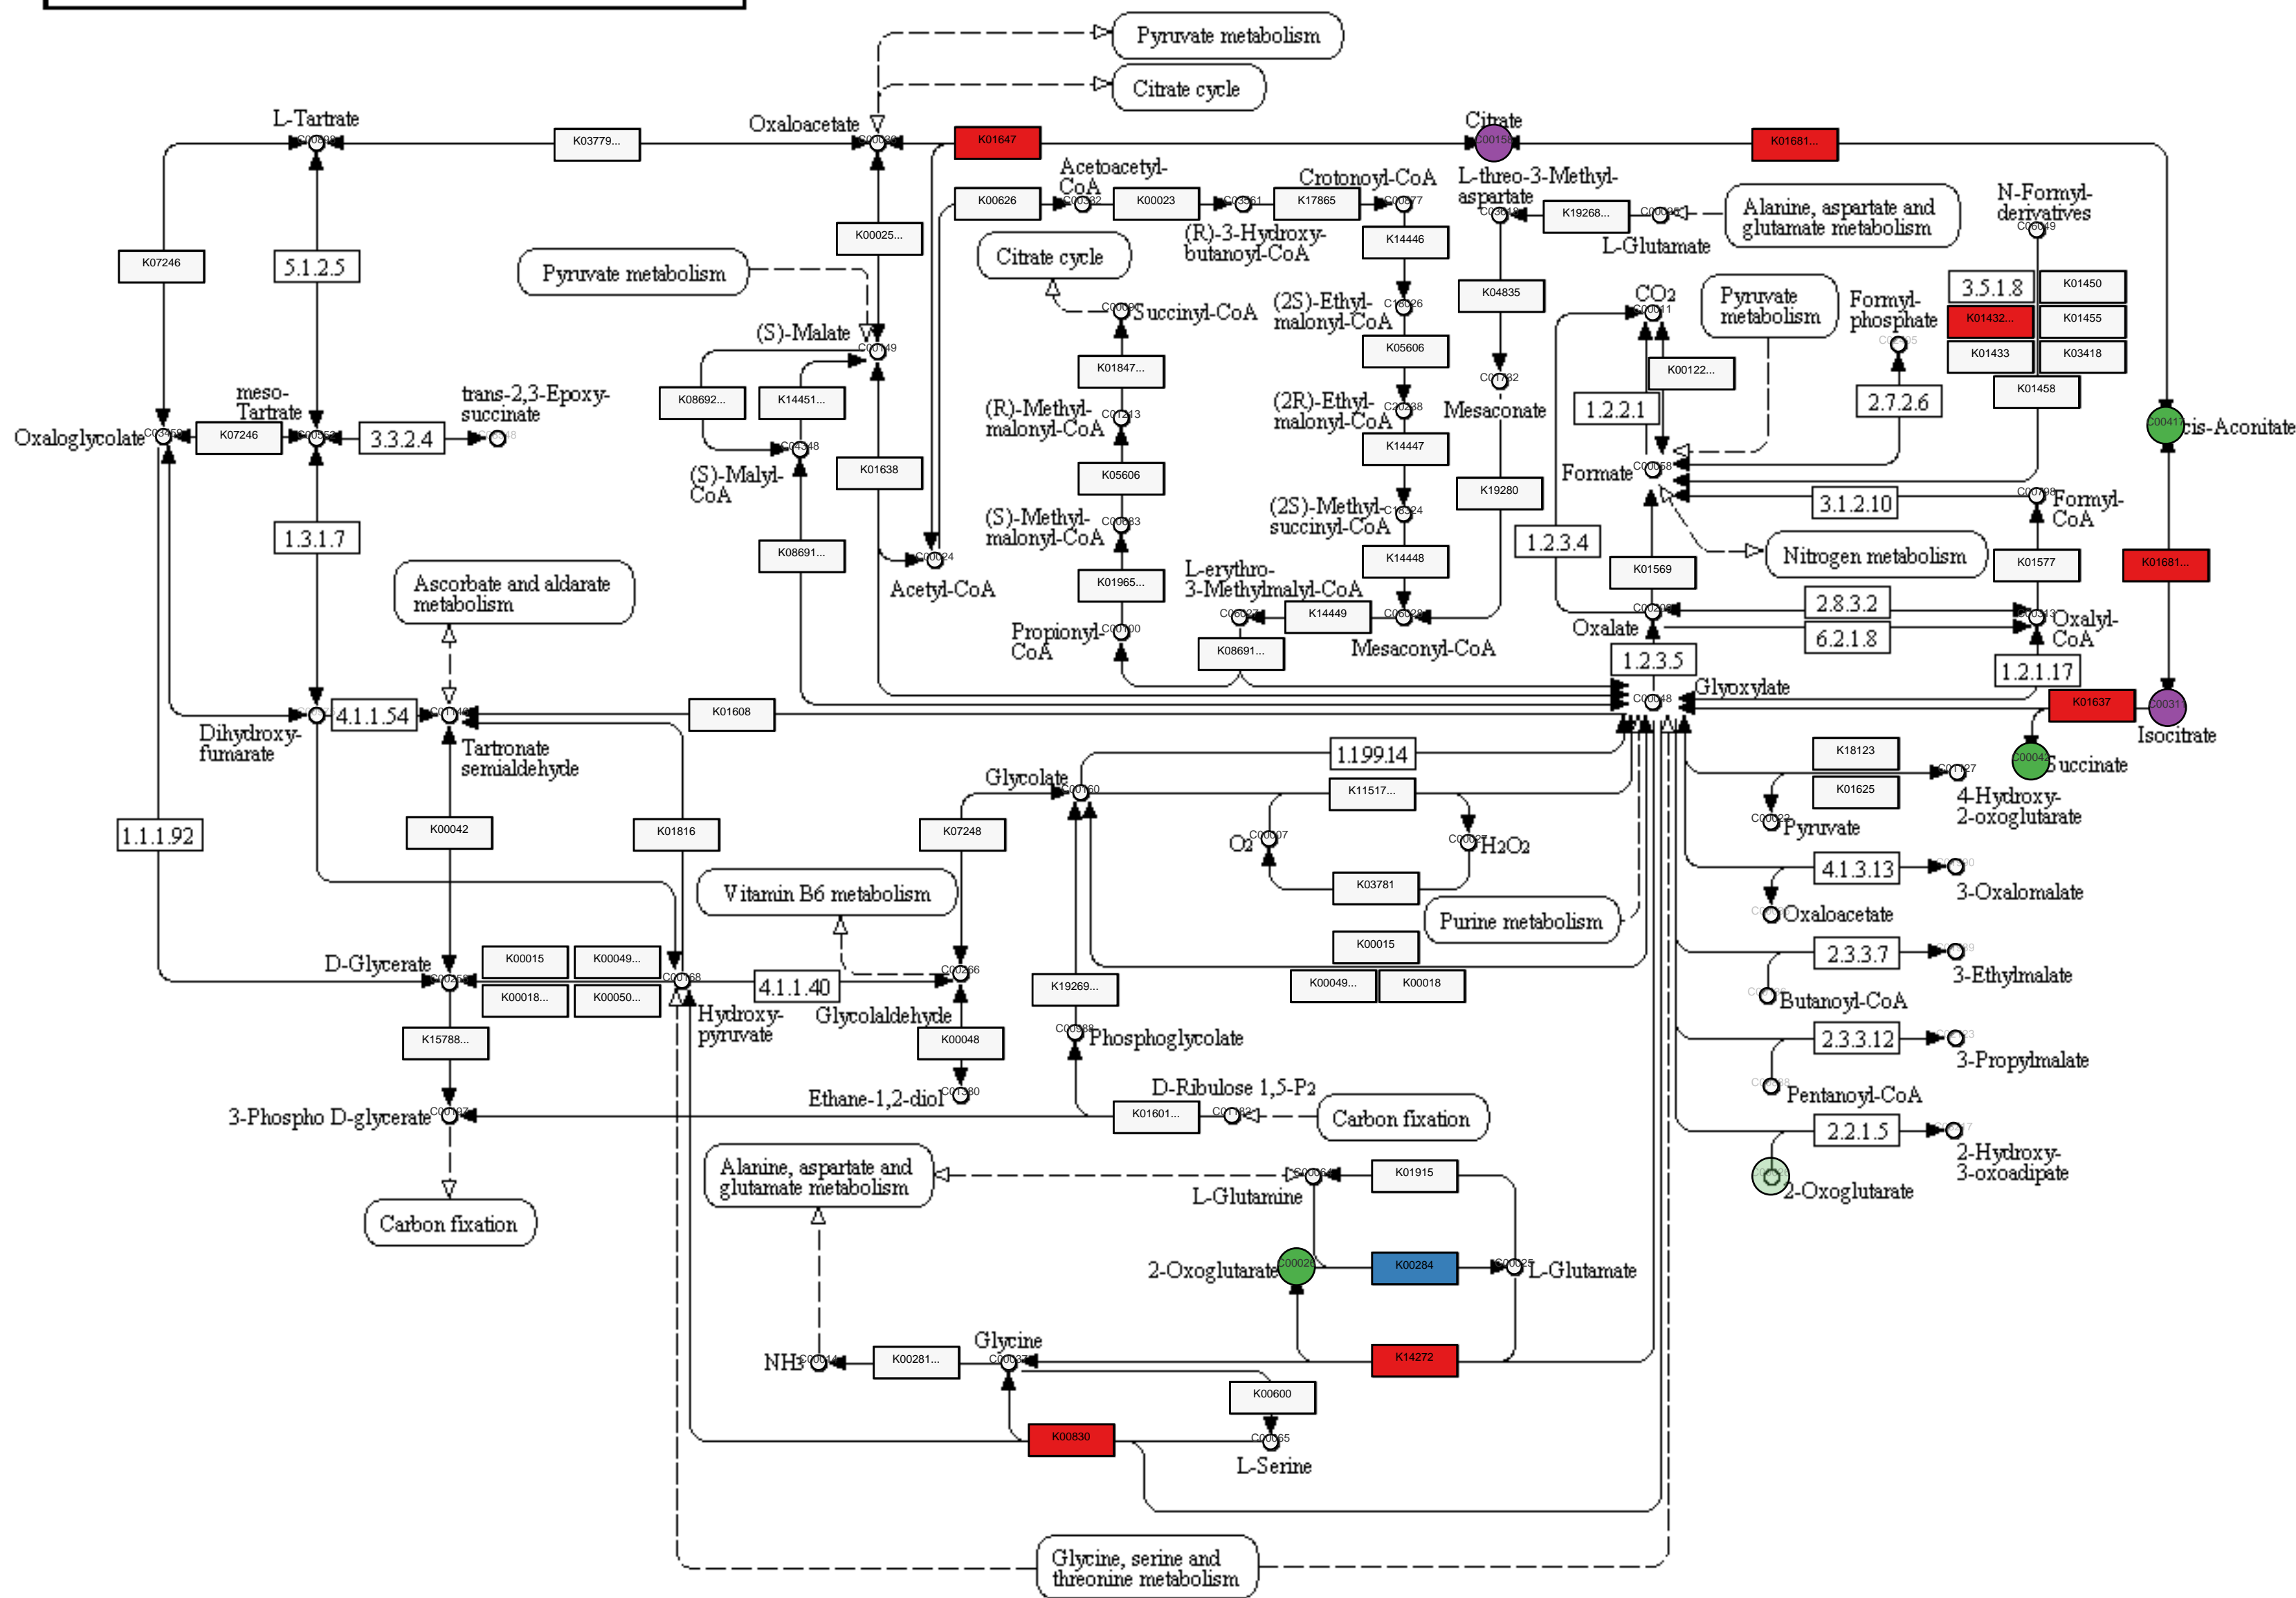 Pyruvate metabolism
Citrate cycle
L-Tartrate
K03779...
Oxaloacetate
K01647
Citrate
C00158
K01681...
K00626
Acetoacetyl-
CoA
K00023
K17865
Crotonoyl-CoA
L-threo-3-Methyl-
aspartate
K19268...
L-Glutamate
Alanine, aspartate and
glutamate metabolism
N-Formyl-
derivatives
K07246
5.1.2.5
K00025...
Pyruvate metabolism
Citrate cycle
(R)-3-Hydroxy-
butanoyl-CoA
K14446
K04835
CO2
Pyruvate
metabolism
Formyl-
phosphate
3.5.1.8
K01450
K01432...
K01455
K01433
K03418
K01458
(S)-Malate
Succinyl-CoA
(2S)-Ethyl-
malonyl-CoA
K05606
K01847...
K08692...
K14451...
K00122...
1.2.2.1
2.7.2.6
meso-
Tartrate
trans-2,3-Epoxy-
succinate
Oxaloglycolate
K07246
3.3.2.4
(R)-Methyl-
malonyl-CoA
(2R)-Ethyl-
malonyl-CoA
Mesaconate
C00417
cis-Aconitate
K14447
(S)-Malyl-
CoA
K01638
K05606
K19280
Formate
3.1.2.10
Formyl-
CoA
1.3.1.7
(S)-Methyl-
malonyl-CoA
(2S)-Methyl-
succinyl-CoA
K08691...
1.2.3.4
Nitrogen metabolism
K01681...
Ascorbate and aldarate
metabolism
C00024
Acetyl-CoA
K01965...
K14448
K01569
K01577
L-erythro-
3-Methylmalyl-CoA
K14449
2.8.3.2
Oxalate
6.2.1.8
Oxalyl-
CoA
Propionyl-
CoA
K08691...
Mesaconyl-CoA
1.2.3.5
1.2.1.17
Glyoxylate
C00048
K01637
C00311
Isocitrate
Dihydroxy-
fumarate
4.1.1.54
K01608
Tartronate
semialdehyde
1.1.99.14
K18123
C00042
Succinate
Glycolate
C00160
K11517...
K01625
4-Hydroxy-
2-oxoglutarate
Pyruvate
1.1.1.92
K00042
K01816
K07248
O2
C00007
H2O2
K03781
4.1.3.13
3-Oxalomalate
Vitamin B6 metabolism
Purine metabolism
Oxaloacetate
D-Glycerate
K00015
K00049...
K00018...
K00050...
4.1.1.40
Hydroxy-
pyruvate
Glycolaldehyde
K00015
K00049...
K00018
2.3.3.7
3-Ethylmalate
Butanoyl-CoA
K19269...
K15788...
K00048
Phosphoglycolate
2.3.3.12
3-Propylmalate
Ethane-1,2-diol
D-Ribulose 1,5-P2
Pentanoyl-CoA
3-Phospho D-glycerate
K01601...
Carbon fixation
2.2.1.5
2-Hydroxy-
3-oxoadipate
2-Oxoglutarate
Alanine, aspartate and
glutamate metabolism
L-Glutamine
K01915
Carbon fixation
2-Oxoglutarate
C00026
K00284
L-Glutamate
Glycine
NH3
K00281...
K14272
K00600
K00830
L-Serine
Glycine, serine and
threonine metabolism